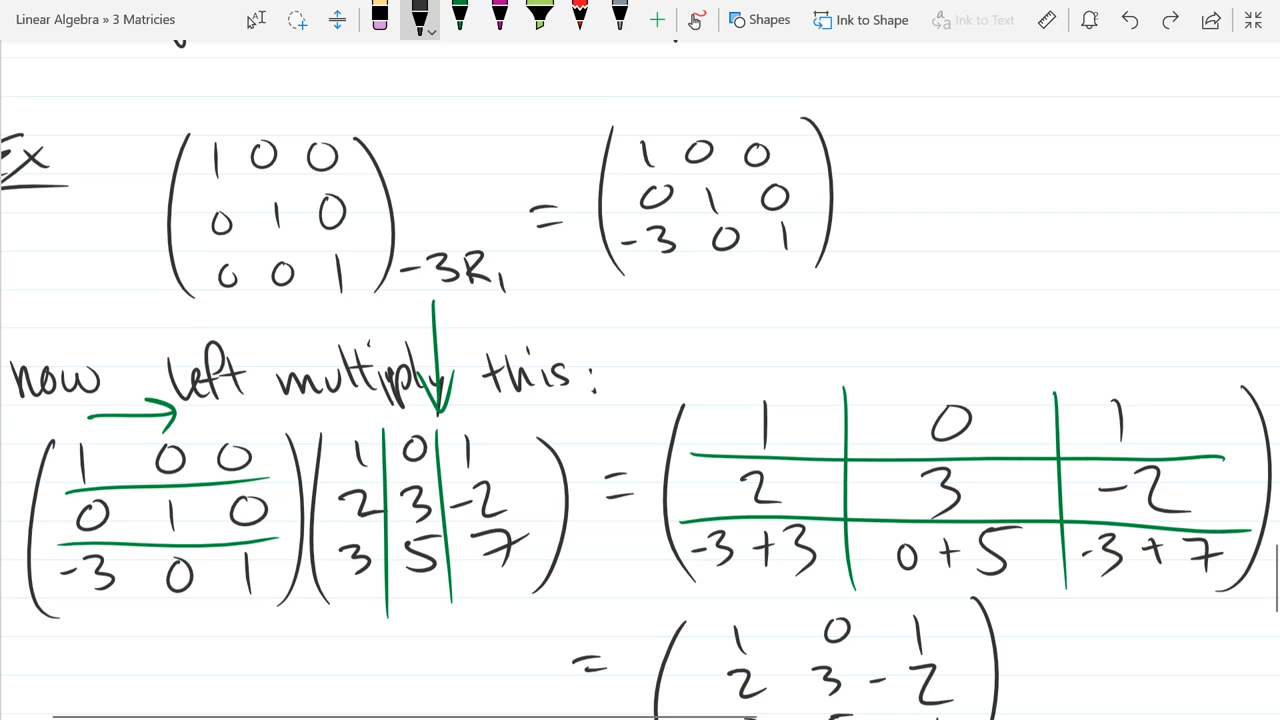 Linear Algebra » 3 Matricies
Shapes Ink to Shape Ink to Text
Ex
1 0 0
0 1 0
0 0 1 -3R₁
=
1 0 0
0 1 0
-3 0 1
now left multiply this:
1 0 0
0 1 0
-3 0 1
1 0 1
2 3 -2
3 5 7
=
1 0 1
2 3 -2
-3+3 0+5 -3+7
=
1 0 1
2 3 -2